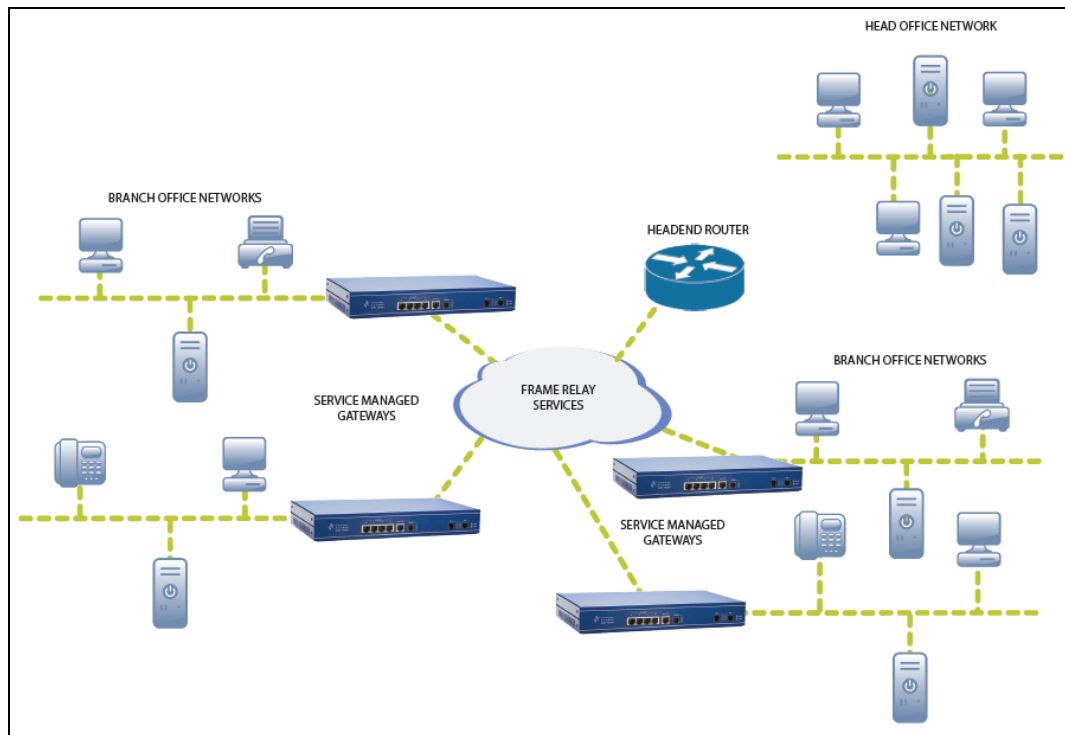 HEAD OFFICE NETWORK
BRANCH OFFICE NETWORKS
HEADEND ROUTER
FRAME RELAY
SERVICES
BRANCH OFFICE NETWORKS
SERVICE MANAGED
GATEWAYS
SERVICE MANAGED
GATEWAYS